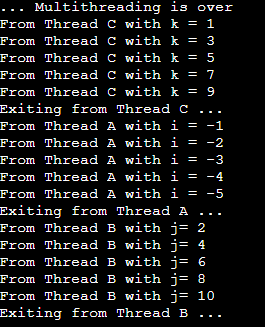 ... Multithreading is over
From Thread C with k = 1
From Thread C with k = 3
From Thread C with k = 5
From Thread C with k = 7
From Thread C with k = 9
Exiting from Thread C ...
From Thread A with i = -1
From Thread A with i = -2
From Thread A with i = -3
From Thread A with i = -4
From Thread A with i = -5
Exiting from Thread A ...
From Thread B with j= 2
From Thread B with j= 4
From Thread B with j= 6
From Thread B with j= 8
From Thread B with j= 10
Exiting from Thread B ...